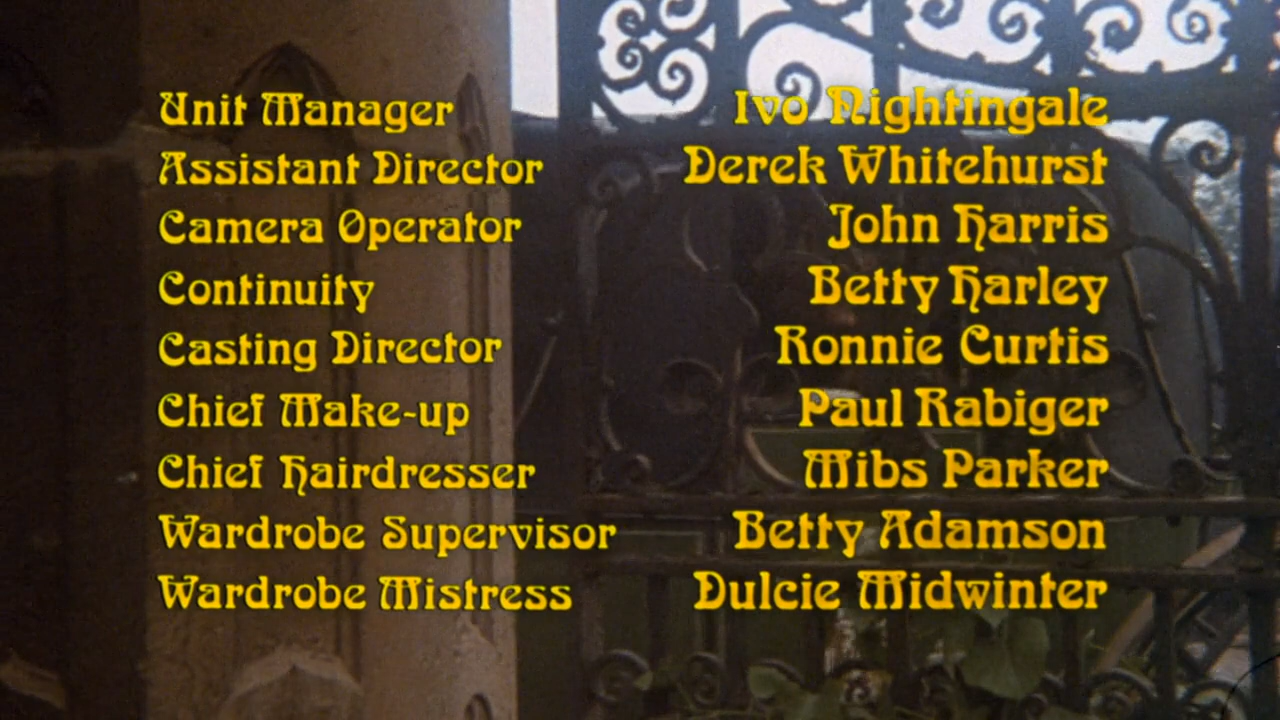 Unit Manager Ivo Nightingale
Assistant Director Derek Whitehurst
Camera Operator John Harris
Continuity Betty Harley
Casting Director Ronnie Curtis
Chief Make-up Paul Rabiger
Chief Hairdresser Mibs Parker
Wardrobe Supervisor Betty Adamson
Wardrobe Mistress Dulcie Midwinter